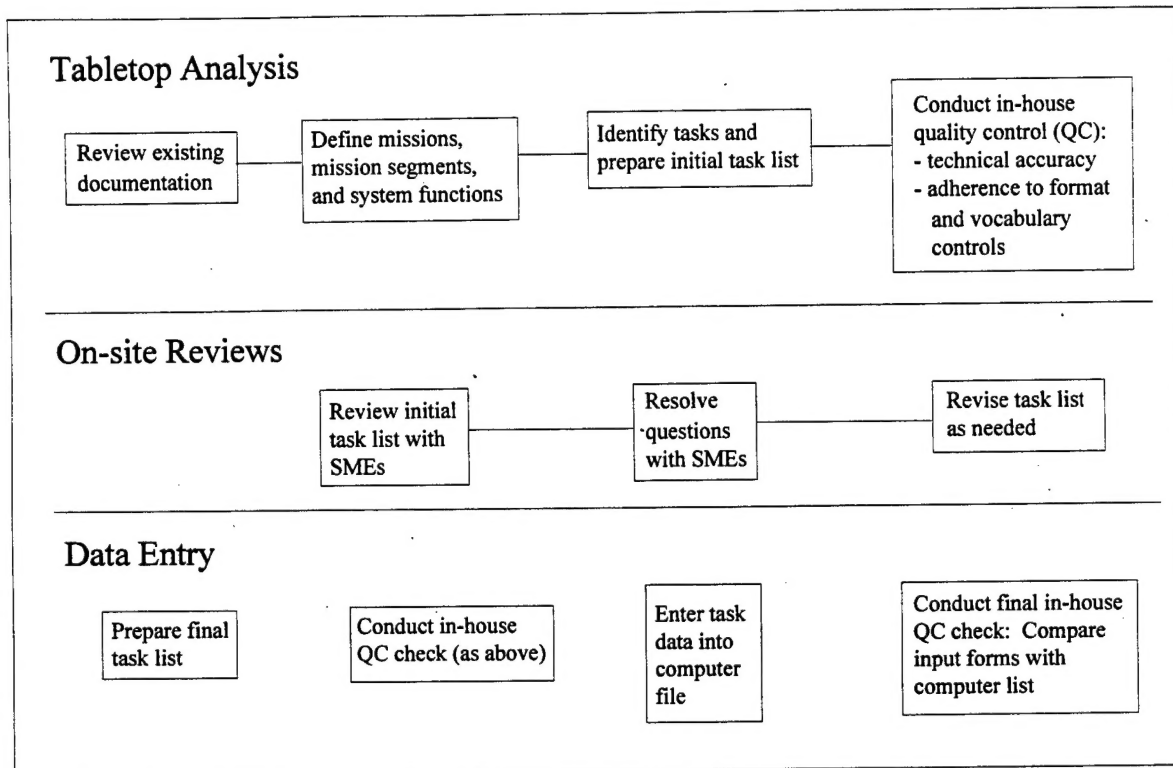 Tabletop Analysis
Review existing
documentation
Define missions,
mission segments,
and system functions
Identify tasks and
prepare initial task list
Conduct in-house
quality control (QC):
- technical accuracy
- adherence to format
and vocabulary
controls
On-site Reviews
Review initial
task list with
SMEs
Resolve
questions
with SMEs
Revise task list
as needed
Data Entry
Prepare final
task list
Conduct in-house
QC check (as above)
Enter task
data into
computer
file
Conduct final in-house
QC check: Compare
input forms with
computer list